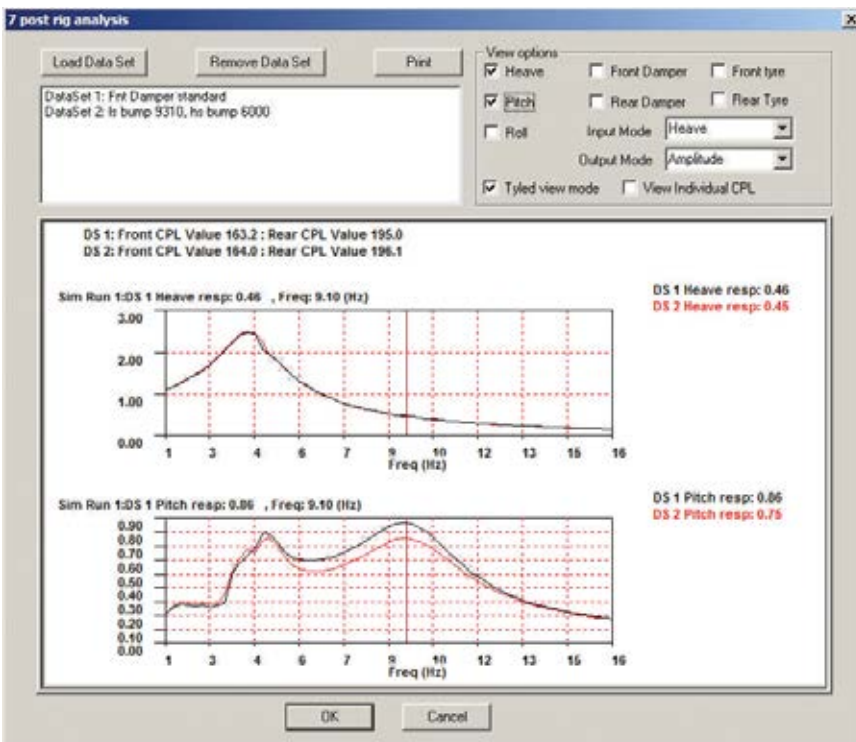 7 post rig analysis
Load Data Set
Remove Data Set
Print
DataSet 1: Fnt Damper standard
DataSet 2: ls bump 9310, hs bump 6000
View options
Heave
Front Damper
Front tyre
Pitch
Rear Damper
Rear Tyre
Roll
Input Mode
Heave
Output Mode
Amplitude
Tyled view mode
View Individual CPL
DS 1: Front CPL Value 163.2 : Rear CPL Value 195.0
DS 2: Front CPL Value 164.0 : Rear CPL Value 196.1
Sim Run 1:DS 1 Heave resp: 0.46 , Freq: 9.10 (Hz)
DS 1 Heave resp: 0.46
DS 2 Heave resp: 0.45
3.00
2.00
1.00
0.00
1 3 4 6 7 9 10 12 13 15 16
Freq (Hz)
Sim Run 1:DS 1 Pitch resp: 0.86 , Freq: 9.10 (Hz)
DS 1 Pitch resp: 0.86
DS 2 Pitch resp: 0.75
0.90
0.80
0.70
0.60
0.50
0.40
0.30
0.20
0.10
0.00
1 3 4 6 7 9 10 12 13 15 16
Freq (Hz)
OK
Cancel